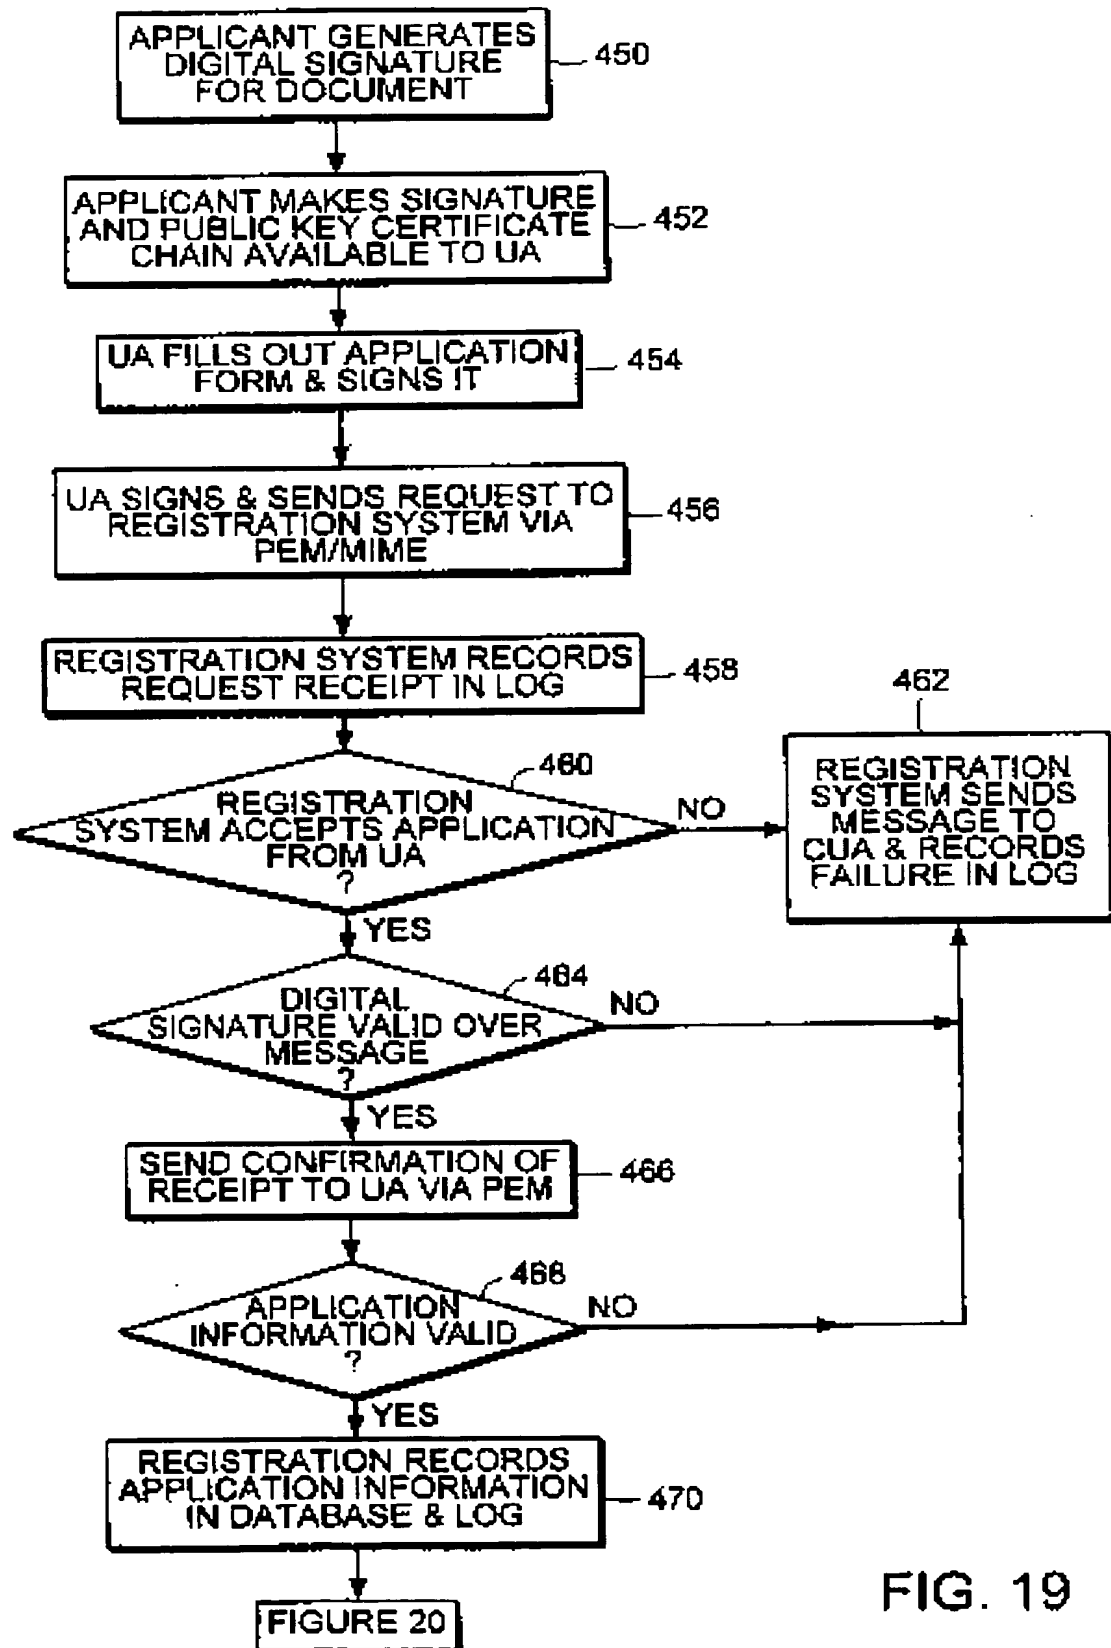 APPLICANT GENERATES
DIGITAL SIGNATURE
FOR DOCUMENT
450
APPLICANT MAKES SIGNATURE
AND PUBLIC KEY CERTIFICATE
CHAIN AVAILABLE TO UA
452
UA FILLS OUT APPLICATION
FORM & SIGNS IT
454
UA SIGNS & SENDS REQUEST TO
REGISTRATION SYSTEM VIA
PEM/MIME
456
REGISTRATION SYSTEM RECORDS
REQUEST RECEIPT IN LOG
458
460
REGISTRATION
SYSTEM ACCEPTS APPLICATION
FROM UA
?
NO
462
REGISTRATION
SYSTEM SENDS
MESSAGE TO
CUA & RECORDS
FAILURE IN LOG
YES
464
DIGITAL
SIGNATURE VALID OVER
MESSAGE
?
NO
YES
SEND CONFIRMATION OF
RECEIPT TO UA VIA PEM
466
468
APPLICATION
INFORMATION VALID
?
NO
YES
REGISTRATION RECORDS
APPLICATION INFORMATION
IN DATABASE & LOG
470
FIGURE 20
FIG. 19